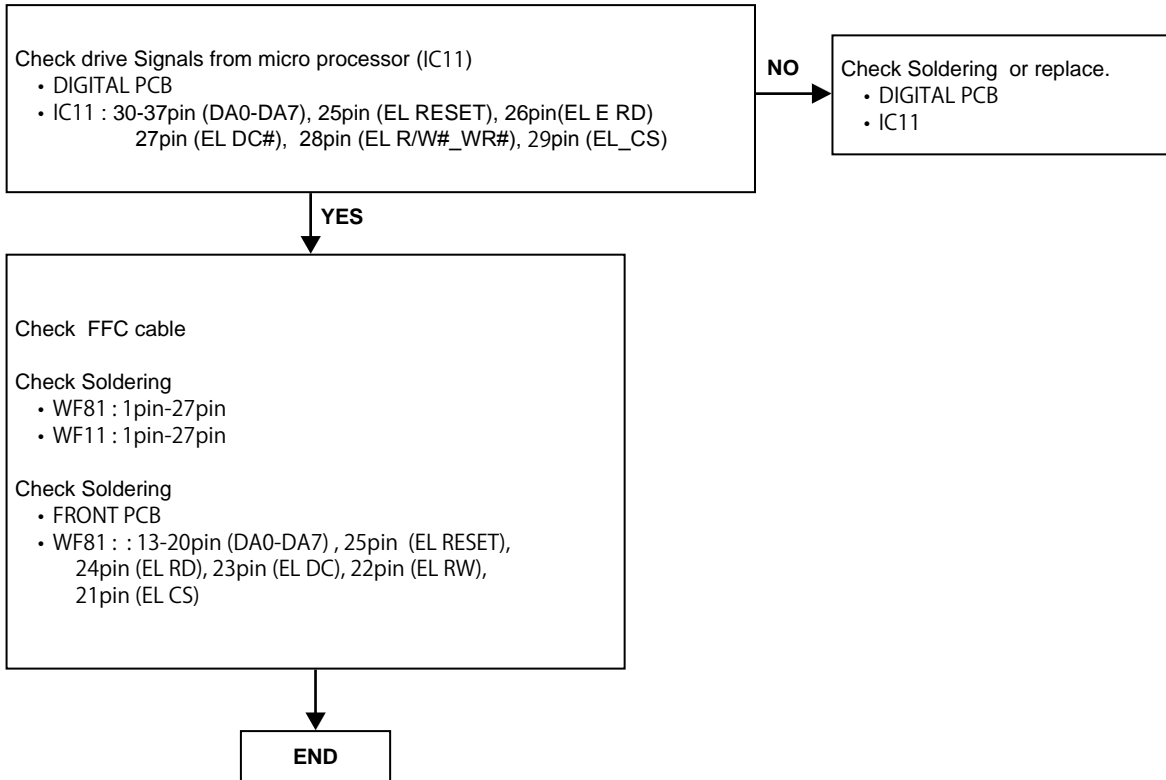 Check drive Signals from micro processor (IC11)
• DIGITAL PCB
• IC11 : 30-37pin (DA0-DA7), 25pin (EL RESET), 26pin(EL E RD)
27pin (EL DC#), 28pin (EL R/W#_WR#), 29pin (EL_CS)
NO
Check Soldering or replace.
• DIGITAL PCB
• IC11
YES
Check FFC cable
Check Soldering
• WF81 : 1pin-27pin
• WF11 : 1pin-27pin
Check Soldering
• FRONT PCB
• WF81 : : 13-20pin (DA0-DA7) , 25pin (EL RESET),
24pin (EL RD), 23pin (EL DC), 22pin (EL RW),
21pin (EL CS)
END